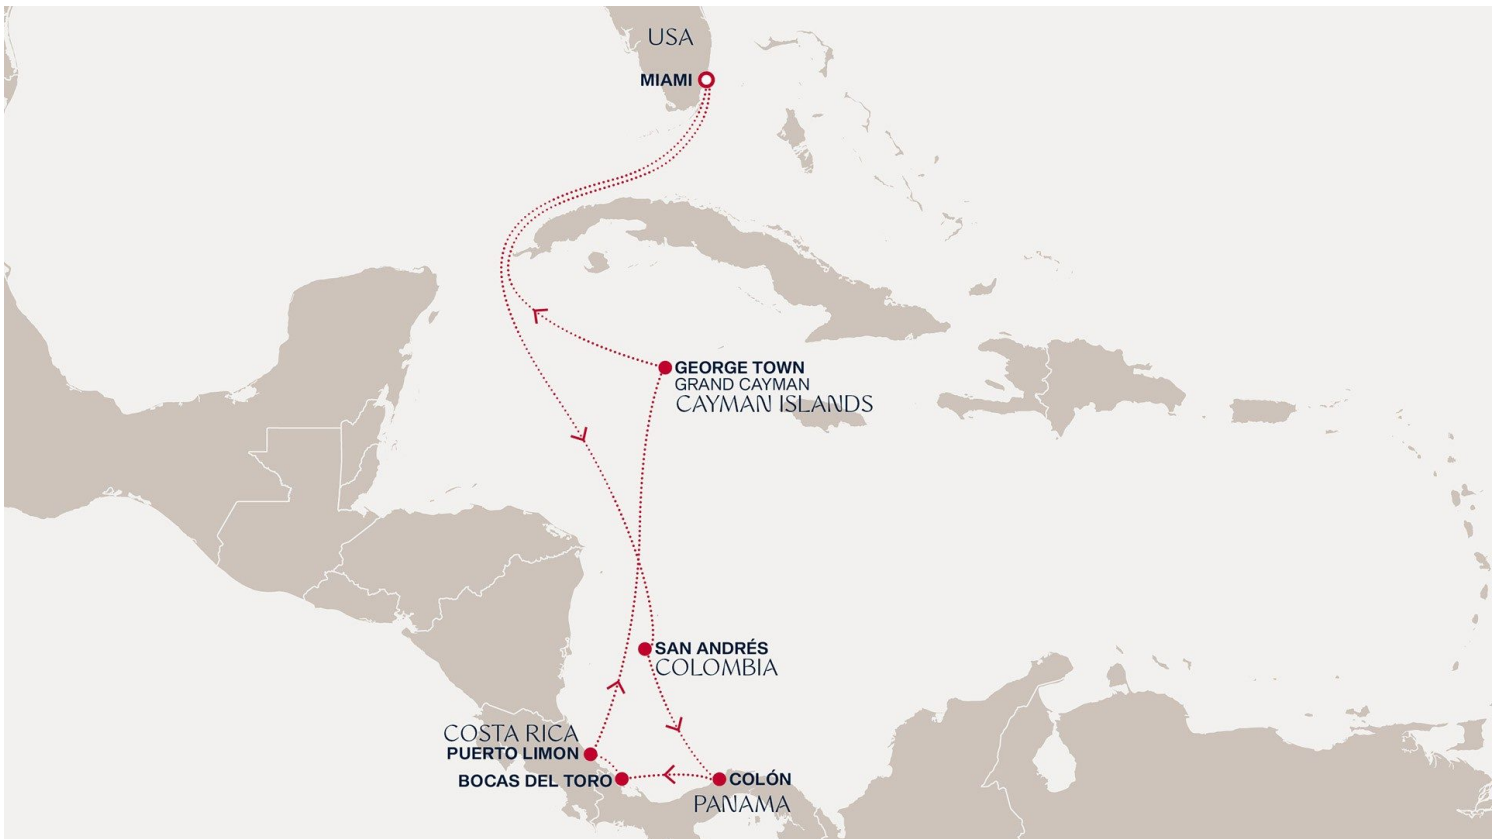 USA
MIAMI
GEORGE TOWN
GRAND CAYMAN
CAYMAN ISLANDS
SAN ANDRÉS
COLOMBIA
COSTA RICA
PUERTO LIMON
BOCAS DEL TORO
COLÓN
PANAMA